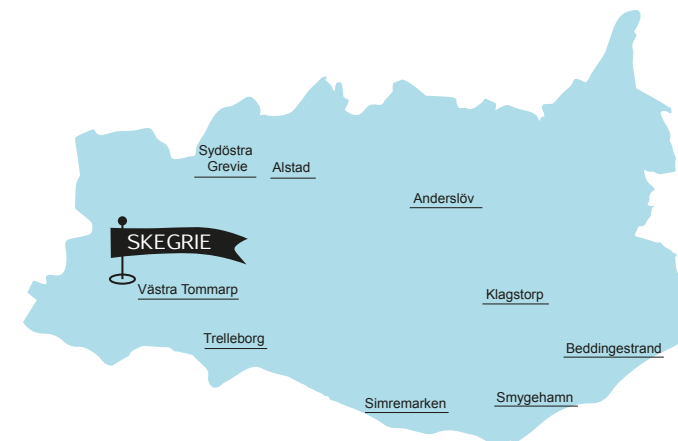 Sydöstra
Grevie
Alstad
Anderslöv
SKEGRIE
Västra Tommarp
Klagstorp
Trelleborg
Beddingestrand
Simremarken
Smygehamn